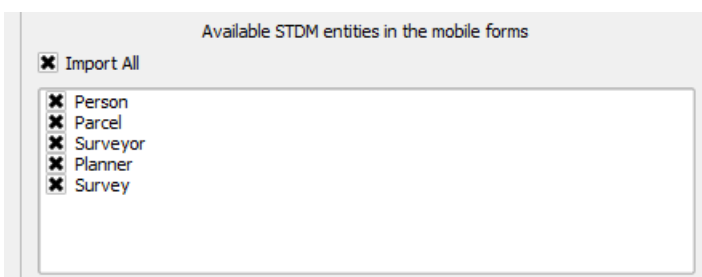 Available STDM entities in the mobile forms
Import All
Person
Parcel
Surveyor
Planner
Survey